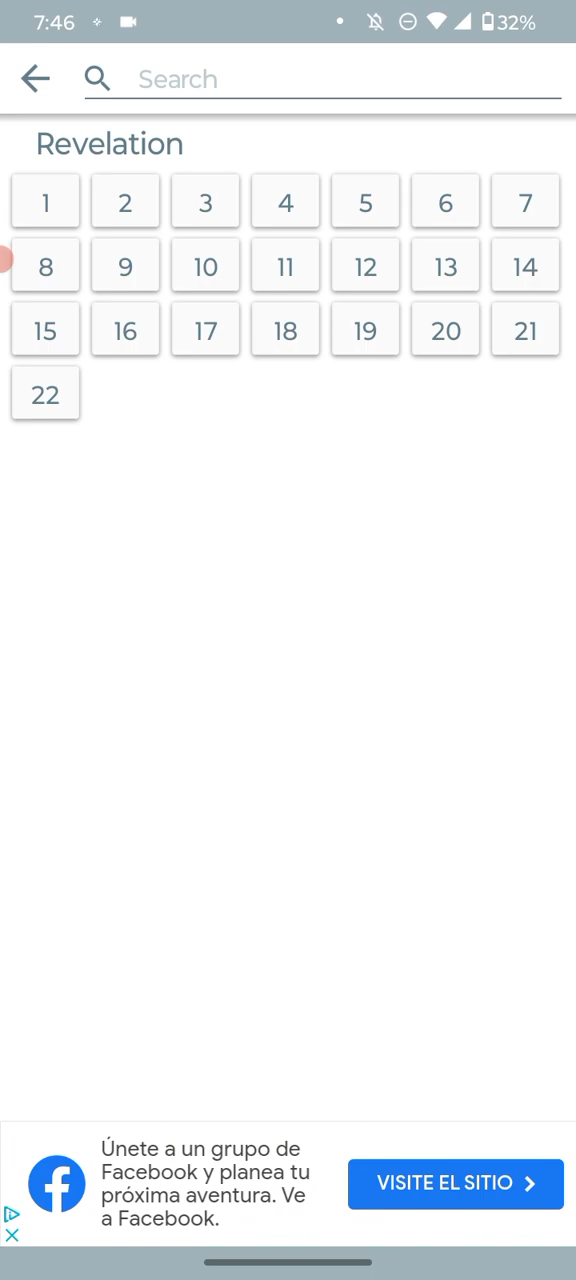 7:46
32%
Search
Revelation
1 2 3 4 5 6 7
8 9 10 11 12 13 14
15 16 17 18 19 20 21
22
Únete a un grupo de
Facebook y planea tu
próxima aventura. Ve
a Facebook.
VISITE EL SITIO